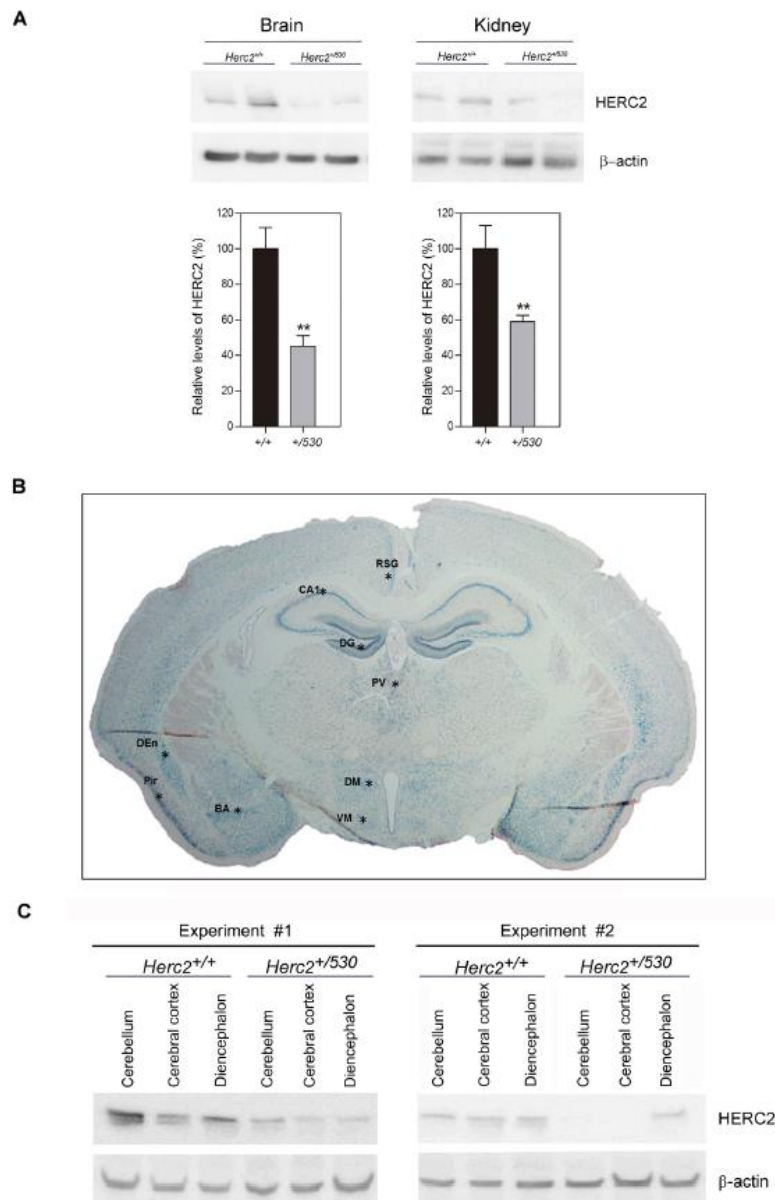 A
Brain Kidney
Herc2+/+ Herc2+/530 Herc2+/+ Herc2+/530
HERC2
β–actin
Relative levels of HERC2 (%)
120
100
80
60
40
20
0
**
+/+ +/530
Relative levels of HERC2 (%)
120
100
80
60
40
20
0
**
+/+ +/530
B
RSG
*
CA1 *
DG *
PV *
DEn
*
Pir
*
BA *
DM *
VM *
C
Experiment #1 Experiment #2
Herc2+/+ Herc2+/530 Herc2+/+ Herc2+/530
Cerebellum
Cerebral cortex
Diencephalon
Cerebellum
Cerebral cortex
Diencephalon
Cerebellum
Cerebral cortex
Diencephalon
Cerebellum
Cerebral cortex
Diencephalon
HERC2
β-actin